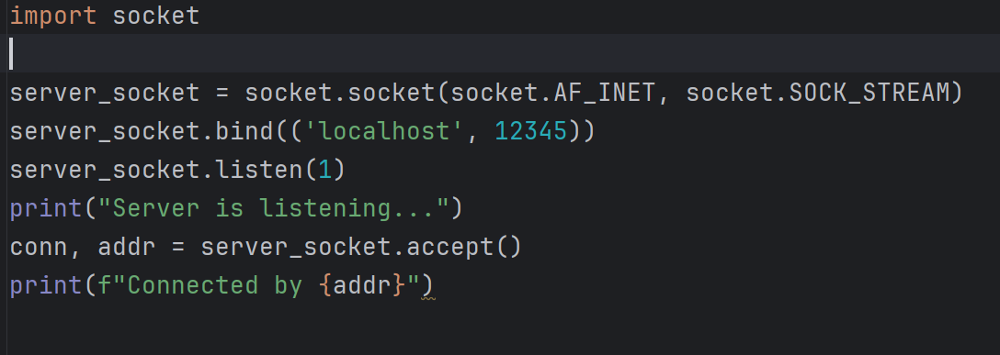 import socket
server_socket = socket.socket(socket.AF_INET, socket.SOCK_STREAM)
server_socket.bind(('localhost', 12345))
server_socket.listen(1)
print("Server is listening...")
conn, addr = server_socket.accept()
print(f"Connected by {addr}")